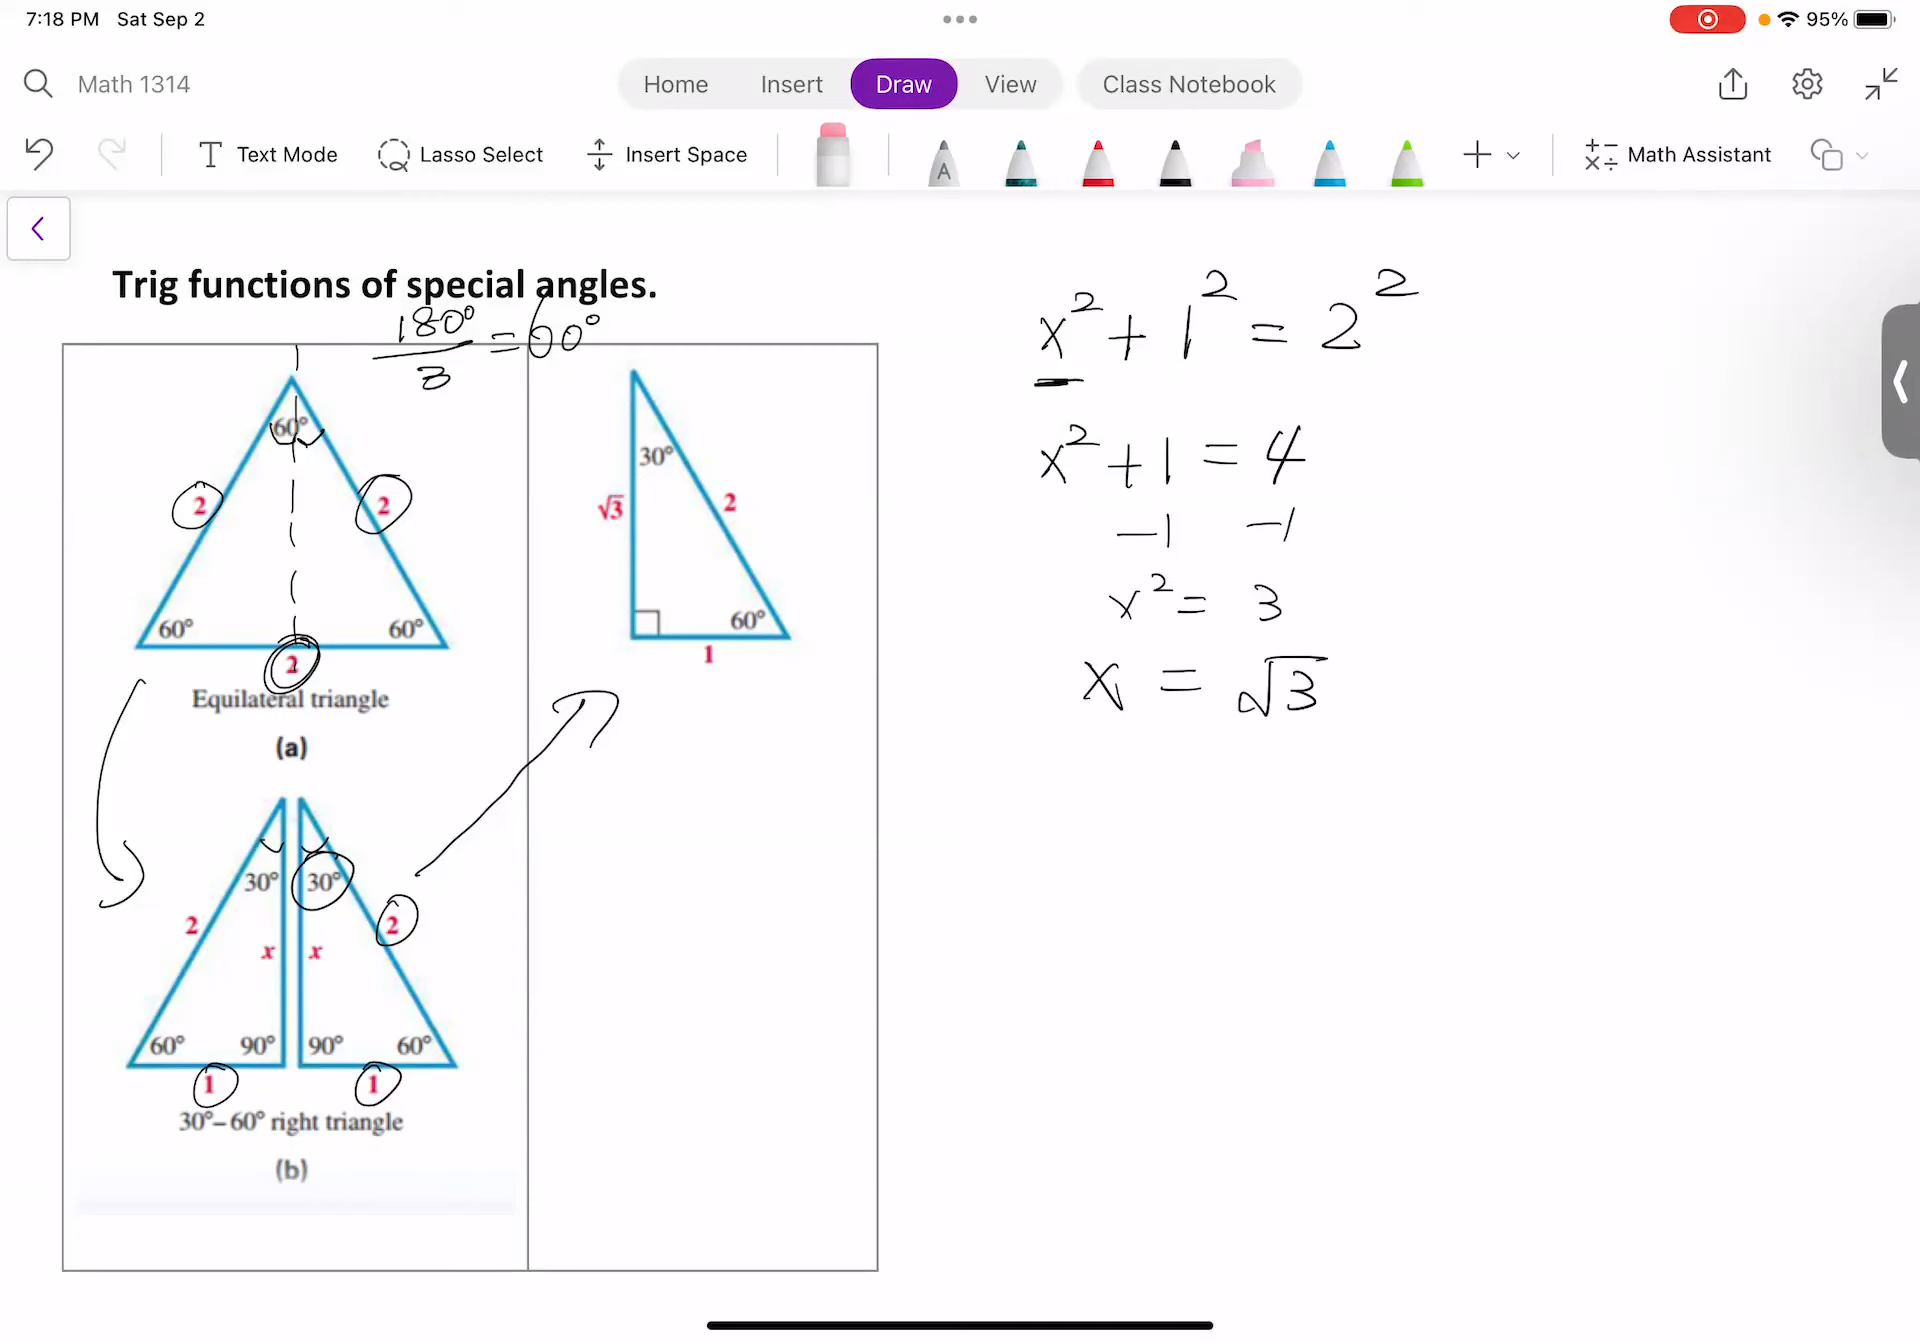 7:18 PM Sat Sep 2
95%
Math 1314
Home Insert Draw View Class Notebook
Text Mode Lasso Select Insert Space A Math Assistant
Trig functions of special angles.
180°/3 = 60°
60°
2 2
60° 60°
2
Equilateral triangle
(a)
30° 30°
2 2
x x
60° 90° 90° 60°
1 1
30°– 60° right triangle
(b)
30°
√3 2
60°
1
x² + 1² = 2²
x² + 1 = 4
-1 -1
x² = 3
x = √3